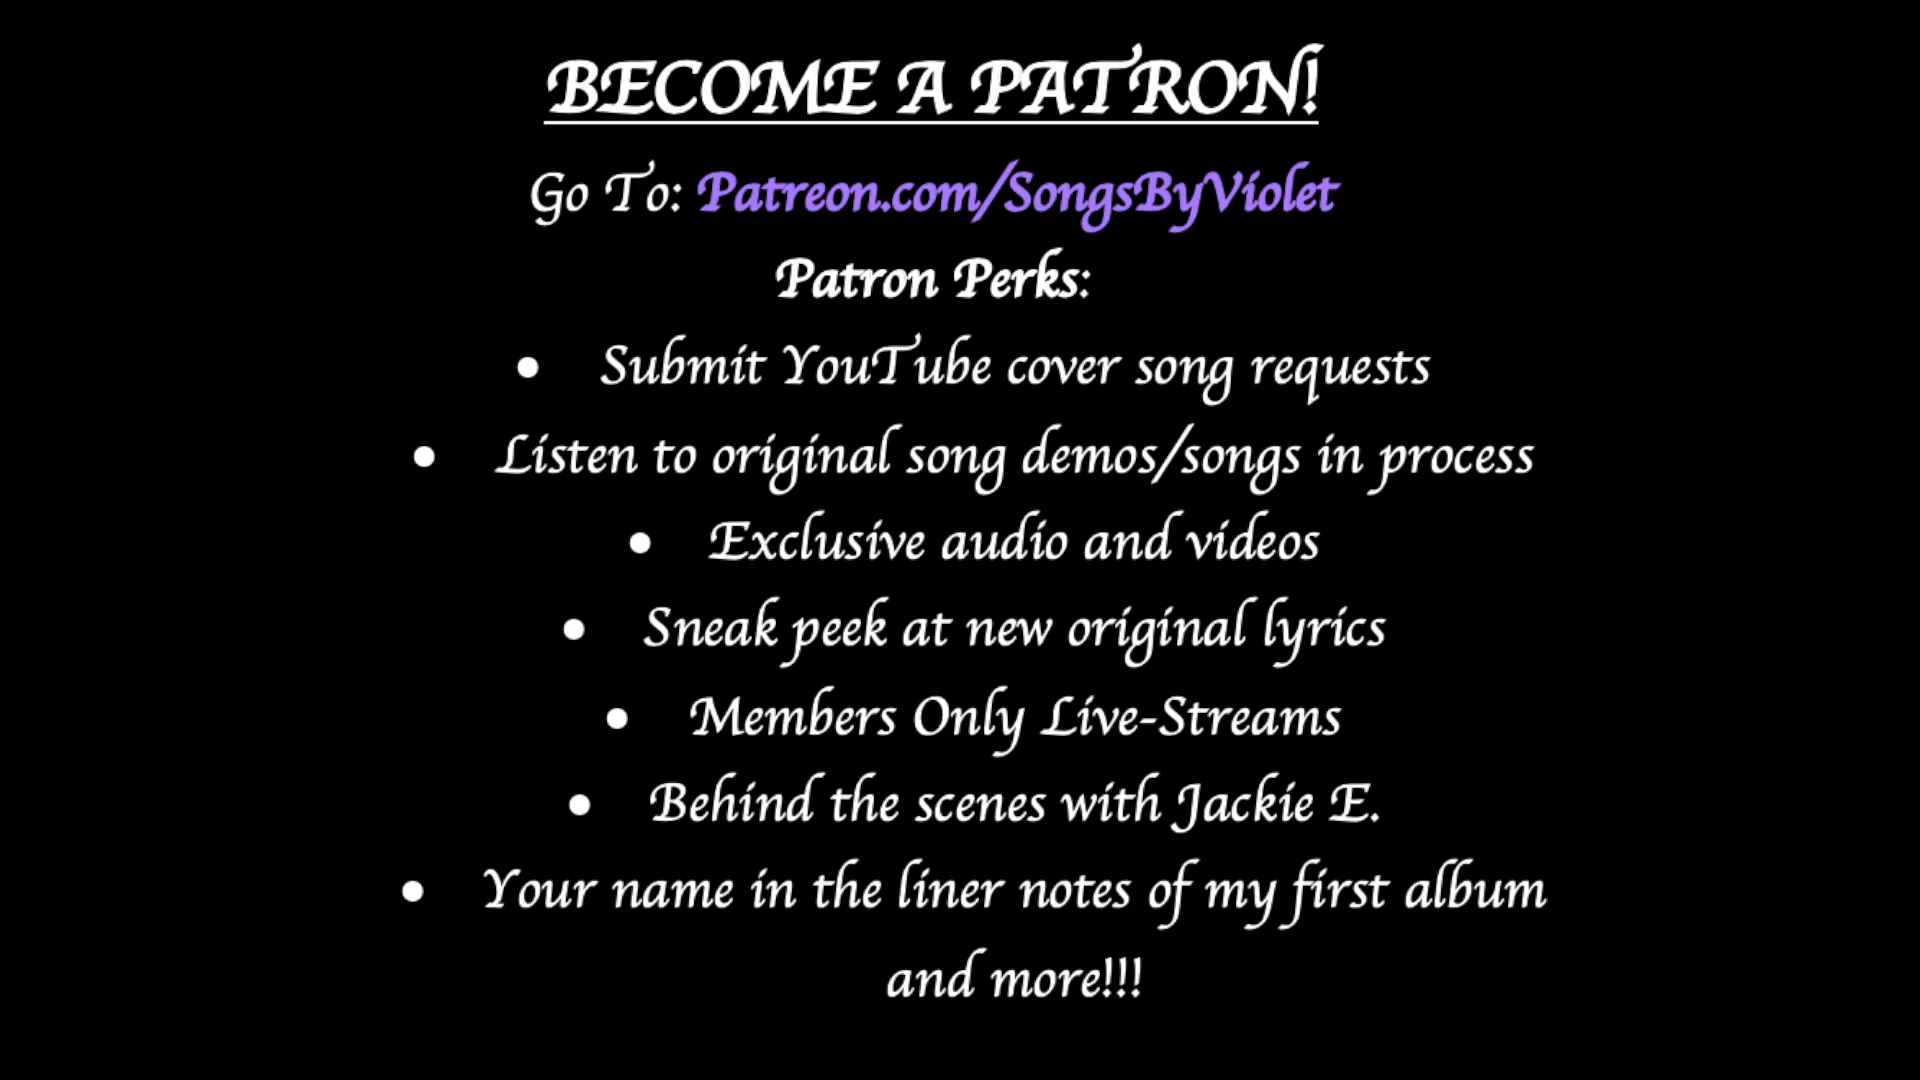 BECOME A PATRON!
Go To: Patreon.com/SongsByViolet
Patron Perks:
• Submit YouTube cover song requests
• Listen to original song demos/songs in process
• Exclusive audio and videos
• Sneak peek at new original lyrics
• Members Only Live-Streams
• Behind the scenes with Jackie E.
• Your name in the liner notes of my first album
and more!!!